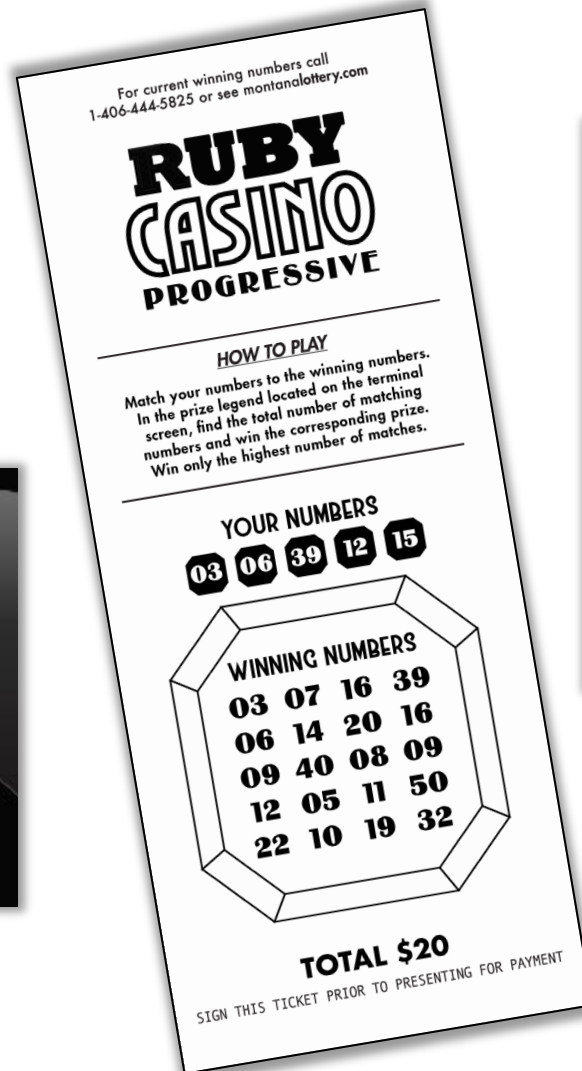 For current winning numbers call
1-406-444-5825 or see montanalottery.com
RUBY
CASINO
PROGRESSIVE
HOW TO PLAY
Match your numbers to the winning numbers.
In the prize legend located on the terminal
screen, find the total number of matching
numbers and win the corresponding prize.
Win only the highest number of matches.
YOUR NUMBERS
03 06 39 12 15
WINNING NUMBERS
03 07 16 39
06 14 20 16
09 40 08 09
12 05 11 50
22 10 19 32
TOTAL $20
SIGN THIS TICKET PRIOR TO PRESENTING FOR PAYMENT